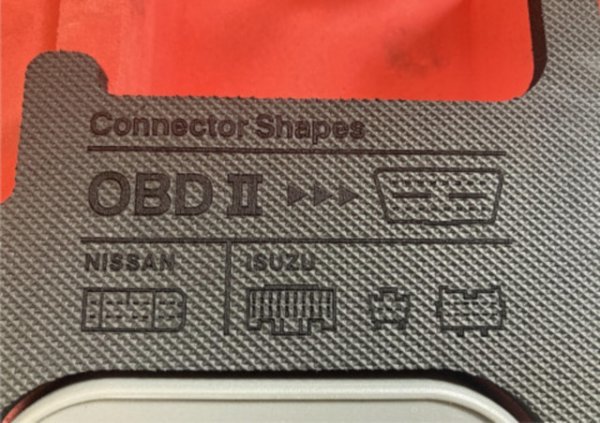 Connector Shapes
OBD II
NISSAN ISUZU